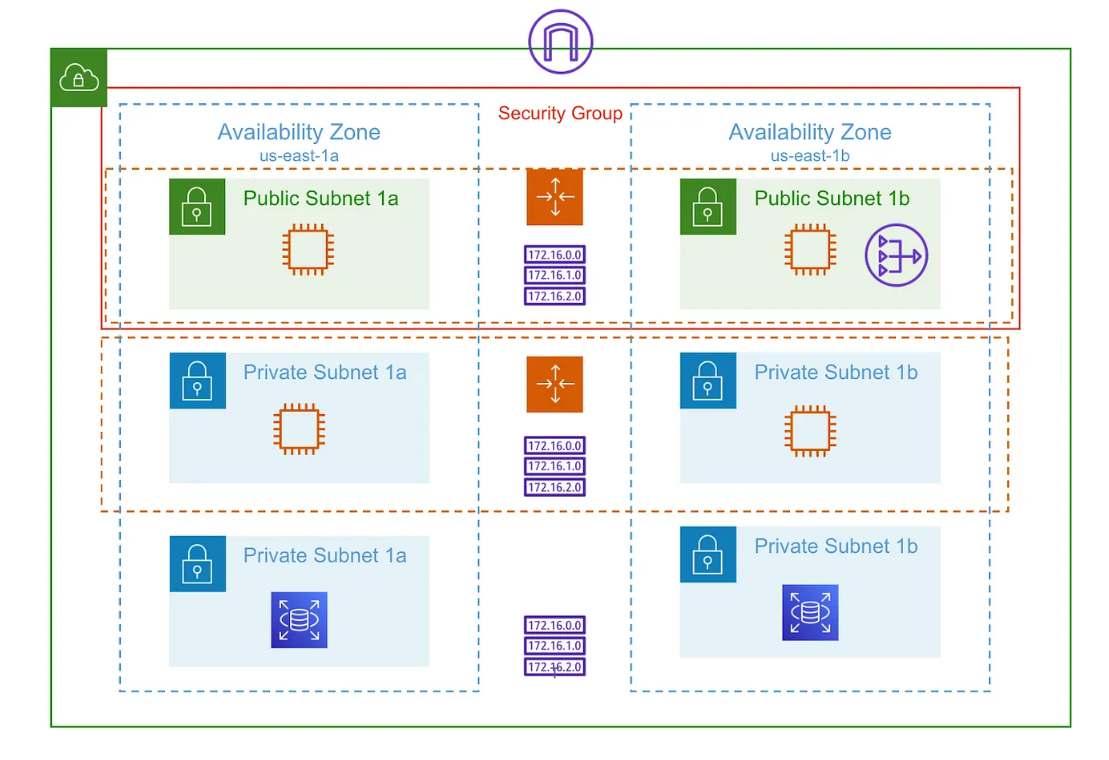 Security Group
Availability Zone
us-east-1a
Availability Zone
us-east-1b
Public Subnet 1a
Public Subnet 1b
172.16.0.0
172.16.1.0
172.16.2.0
Private Subnet 1a
Private Subnet 1b
172.16.0.0
172.16.1.0
172.16.2.0
Private Subnet 1a
Private Subnet 1b
172.16.0.0
172.16.1.0
172.16.2.0